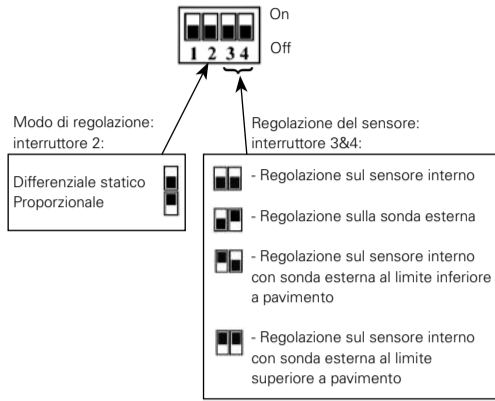 On
Off
1 2 3 4
Modo di regolazione:
interruttore 2:
Differenziale statico
Proporzionale
Regolazione del sensore:
interruttore 3&4:
- Regolazione sul sensore interno
- Regolazione sulla sonda esterna
- Regolazione sul sensore interno
con sonda esterna al limite inferiore
a pavimento
- Regolazione sul sensore interno
con sonda esterna al limite
superiore a pavimento